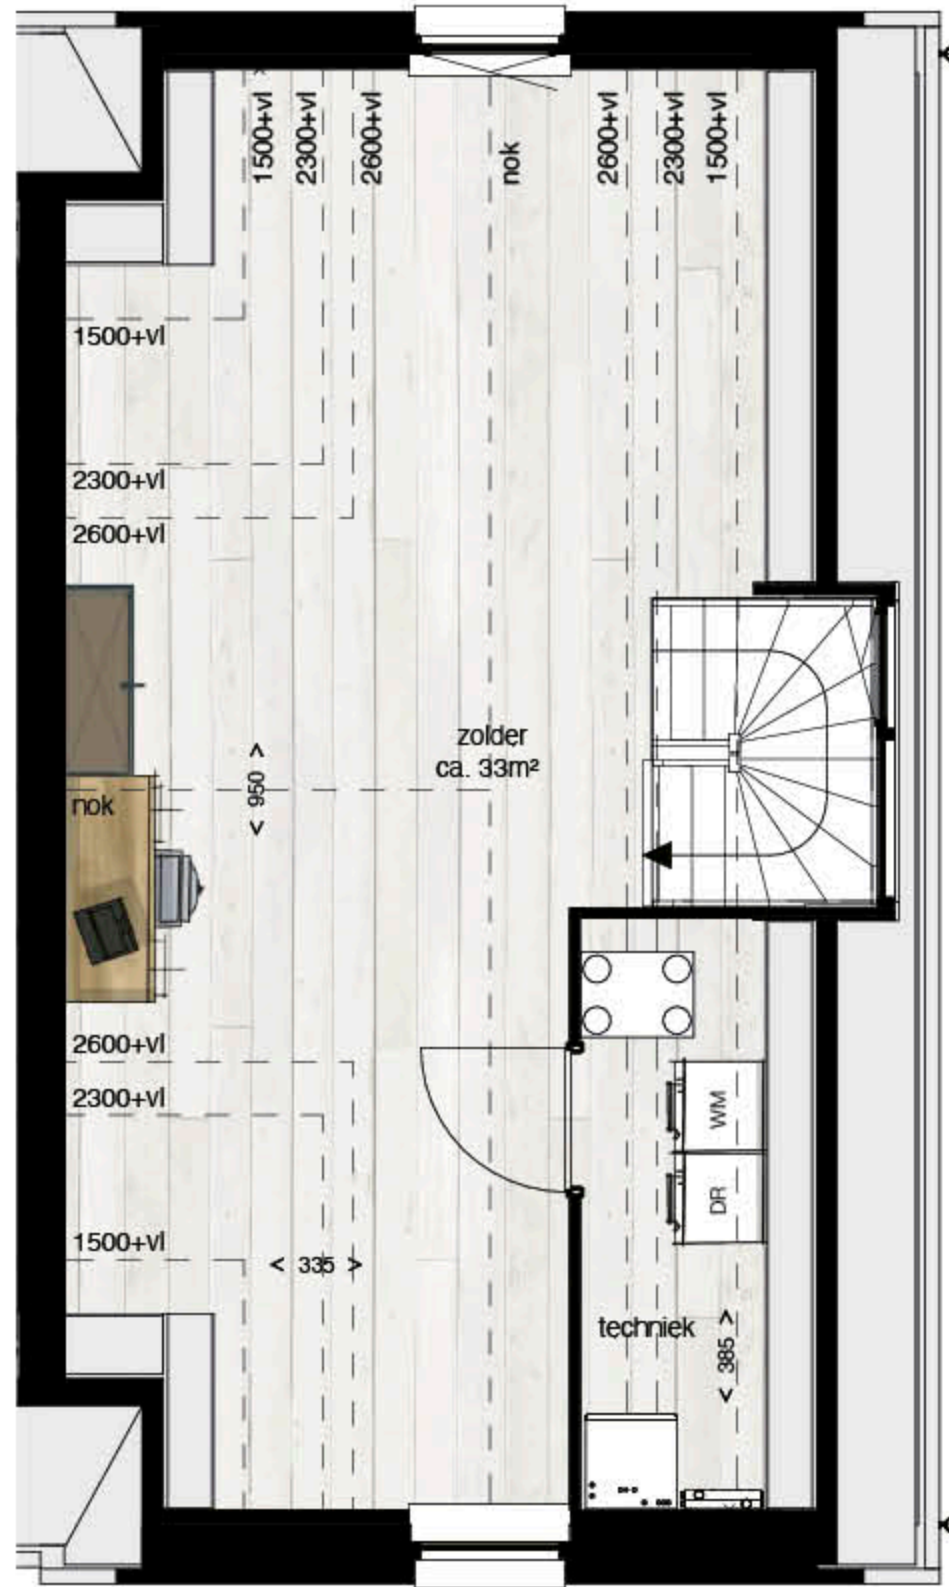 1500+vl
2300+vl
2600+vl
nok
2600+vl
2300+vl
1500+vl
1500+vl
2300+vl
2600+vl
zolder
ca. 33m²
< 950 >
nok
2600+vl
2300+vl
1500+vl
< 335 >
WM
DR
techniek
< 385 >